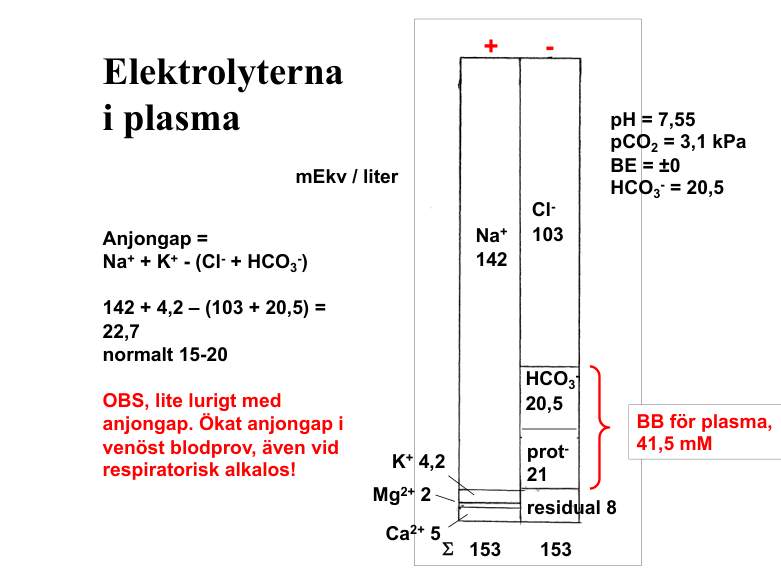 Elektrolyterna
i plasma
mEkv / liter
Anjongap =
Na⁺ + K⁺ - (Cl⁻ + HCO₃⁻)
142 + 4,2 – (103 + 20,5) =
22,7
normalt 15-20
OBS, lite lurigt med
anjongap. Ökat anjongap i
venöst blodprov, även vid
respiratorisk alkalos!
+ -
Na⁺
142
Cl⁻
103
HCO₃⁻
20,5
prot⁻
21
K⁺ 4,2
Mg²⁺ 2
residual 8
Ca²⁺ 5
Σ 153 153
pH = 7,55
pCO₂ = 3,1 kPa
BE = ±0
HCO₃⁻ = 20,5
BB för plasma,
41,5 mM